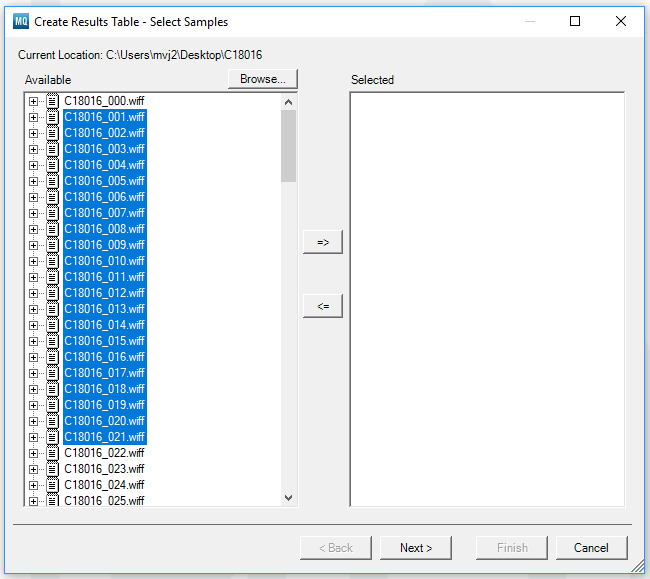 MQ Create Results Table - Select Samples
Current Location: C:\Users\mvj2\Desktop\C18016
Available Browse... Selected
C18016_000.wiff
C18016_001.wiff
C18016_002.wiff
C18016_003.wiff
C18016_004.wiff
C18016_005.wiff
C18016_006.wiff
C18016_007.wiff
C18016_008.wiff
C18016_009.wiff
=>
C18016_010.wiff
C18016_011.wiff
C18016_012.wiff
C18016_013.wiff
<=
C18016_014.wiff
C18016_015.wiff
C18016_016.wiff
C18016_017.wiff
C18016_018.wiff
C18016_019.wiff
C18016_020.wiff
C18016_021.wiff
C18016_022.wiff
C18016_023.wiff
C18016_024.wiff
C18016_025.wiff
< Back Next > Finish Cancel